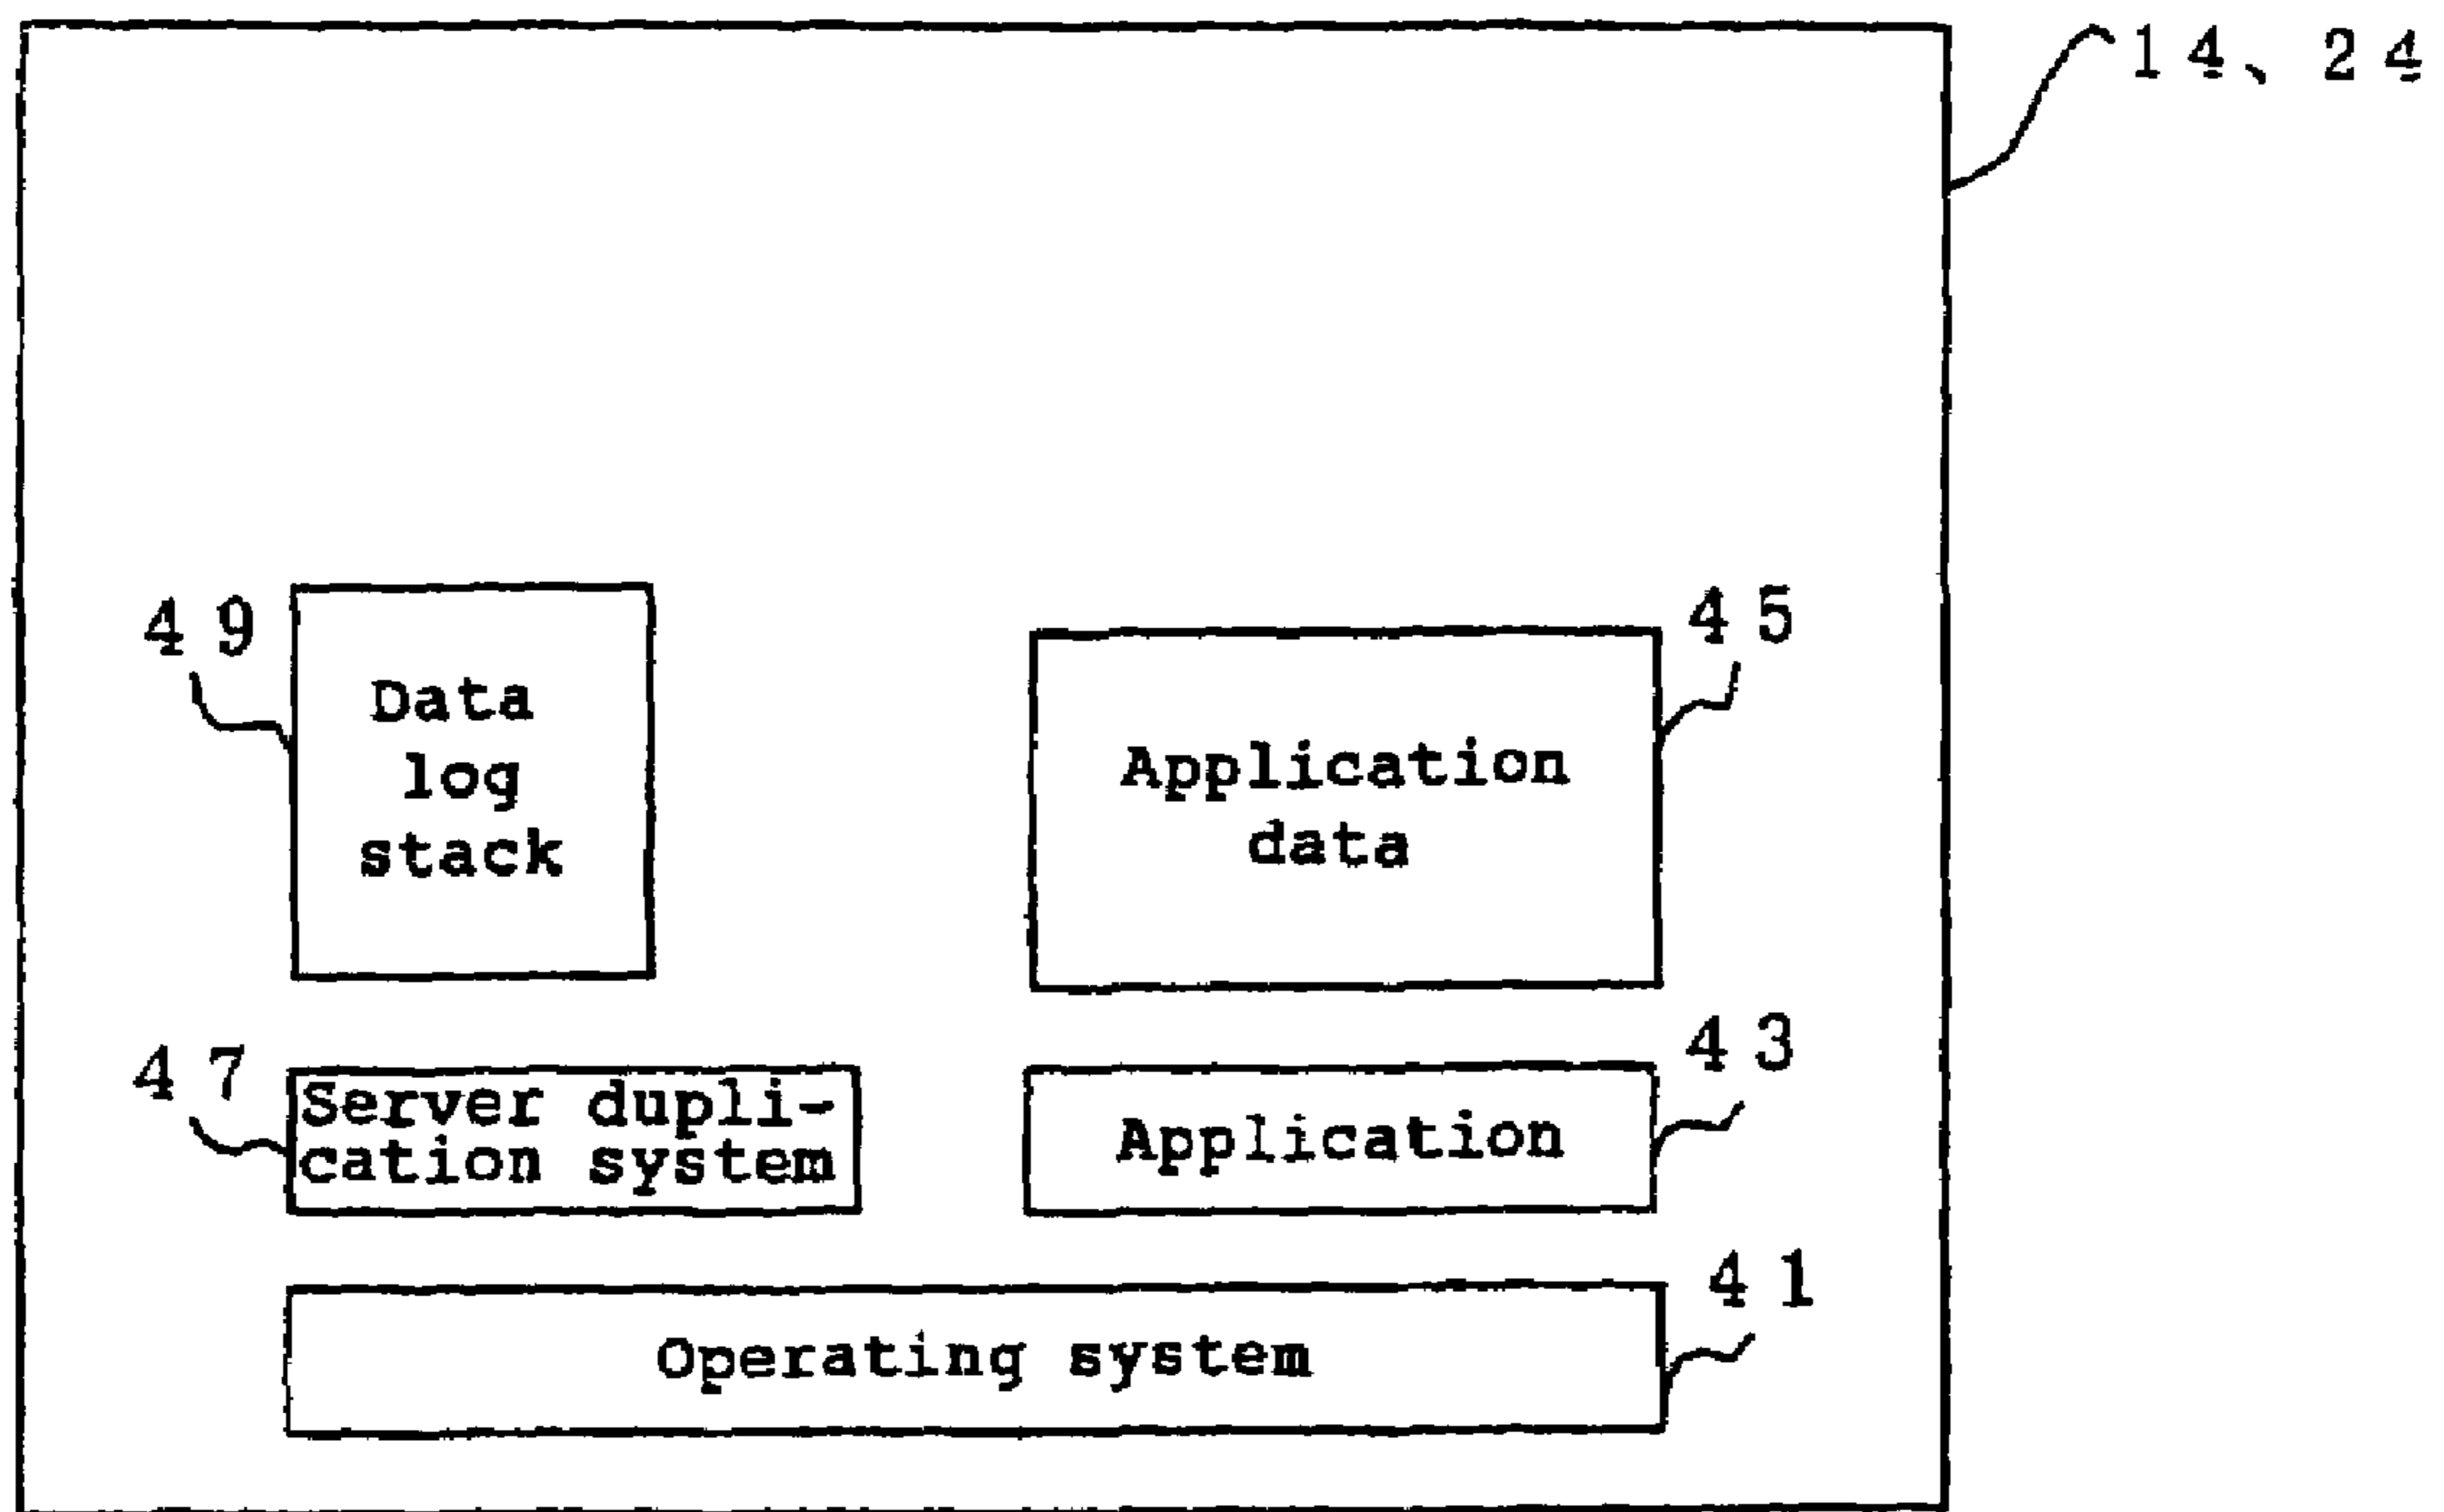 14、24
49
Data
log
stack
45
Application
data
47
Server dupli-
cation system
43
Application
41
Operating system